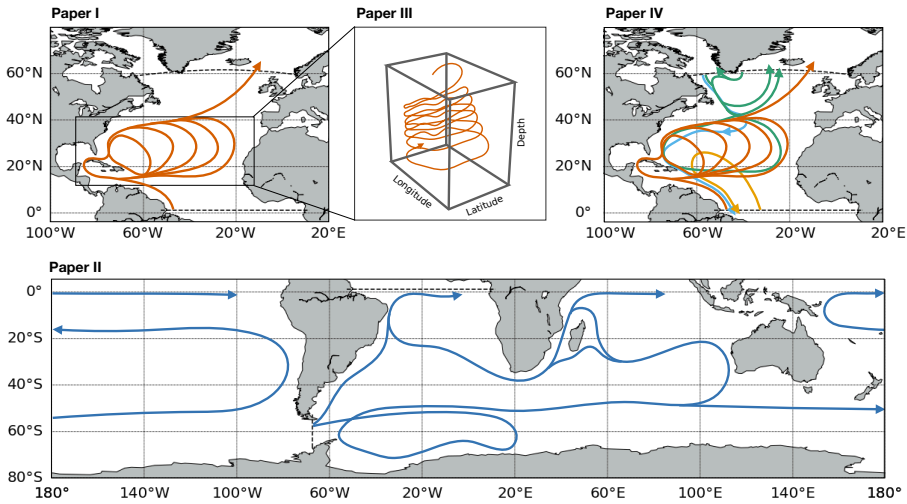 Paper I
Paper III
Paper IV
60°N
40°N
20°N
0°
100°W
60°W
20°W
20°E
Longitude
Latitude
Depth
60°N
40°N
20°N
0°
100°W
60°W
20°W
20°E
Paper II
0°
20°S
40°S
60°S
80°S
180°
140°W
100°W
60°W
20°W
20°E
60°E
100°E
140°E
180°